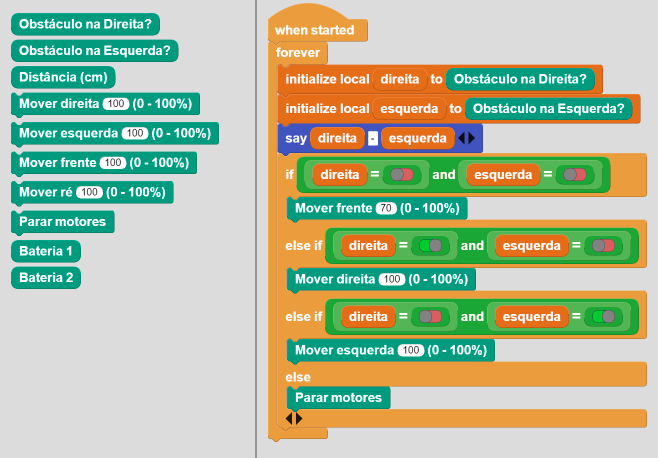 Obstáculo na Direita?
Obstáculo na Esquerda?
Distância (cm)
Mover direita 100 (0 - 100%)
Mover esquerda 100 (0 - 100%)
Mover frente 100 (0 - 100%)
Mover ré 100 (0 - 100%)
Parar motores
Bateria 1
Bateria 2
when started
forever
initialize local direita to Obstáculo na Direita?
initialize local esquerda to Obstáculo na Esquerda?
say direita - esquerda
if direita = and esquerda =
Mover frente 70 (0 - 100%)
else if direita = and esquerda =
Mover direita 100 (0 - 100%)
else if direita = and esquerda =
Mover esquerda 100 (0 - 100%)
else
Parar motores